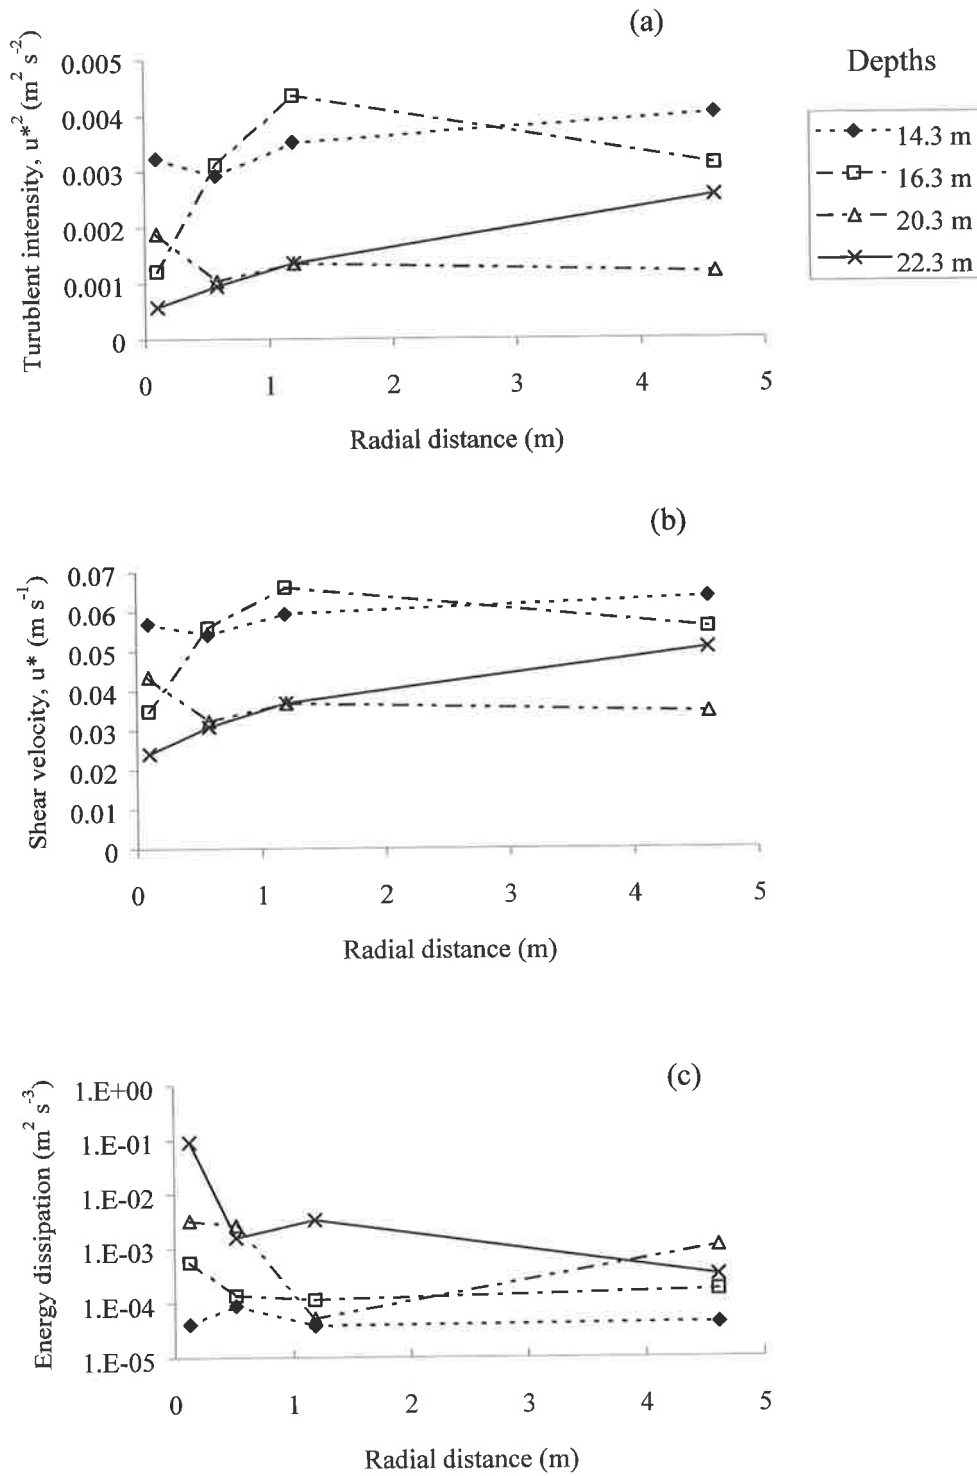 (a)
Turublent intensity, u*² (m² s⁻²)
0.005
0.004
0.003
0.002
0.001
0
0 1 2 3 4 5
Radial distance (m)
Depths
14.3 m
16.3 m
20.3 m
22.3 m
(b)
Shear velocity, u* (m s⁻¹)
0.07
0.06
0.05
0.04
0.03
0.02
0.01
0
0 1 2 3 4 5
Radial distance (m)
(c)
Energy dissipation (m² s⁻³)
1.E+00
1.E-01
1.E-02
1.E-03
1.E-04
1.E-05
0 1 2 3 4 5
Radial distance (m)